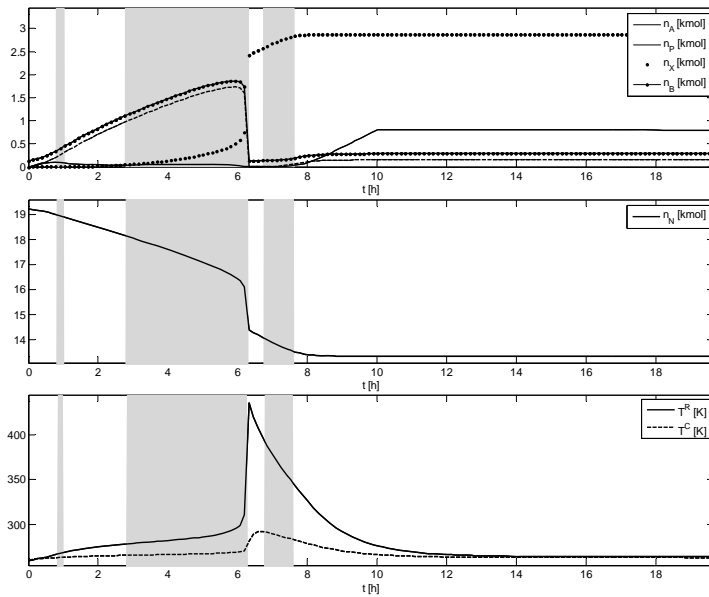 3
2.5
2
1.5
1
0.5
0
n_A [kmol]
n_P [kmol]
n_X [kmol]
n_B [kmol]
0 2 4 6 8 10 12 14 16 18
t [h]
19
18
17
16
15
14
n_N [kmol]
0 2 4 6 8 10 12 14 16 18
t [h]
400
350
300
T^R [K]
T^C [K]
0 2 4 6 8 10 12 14 16 18
t [h]